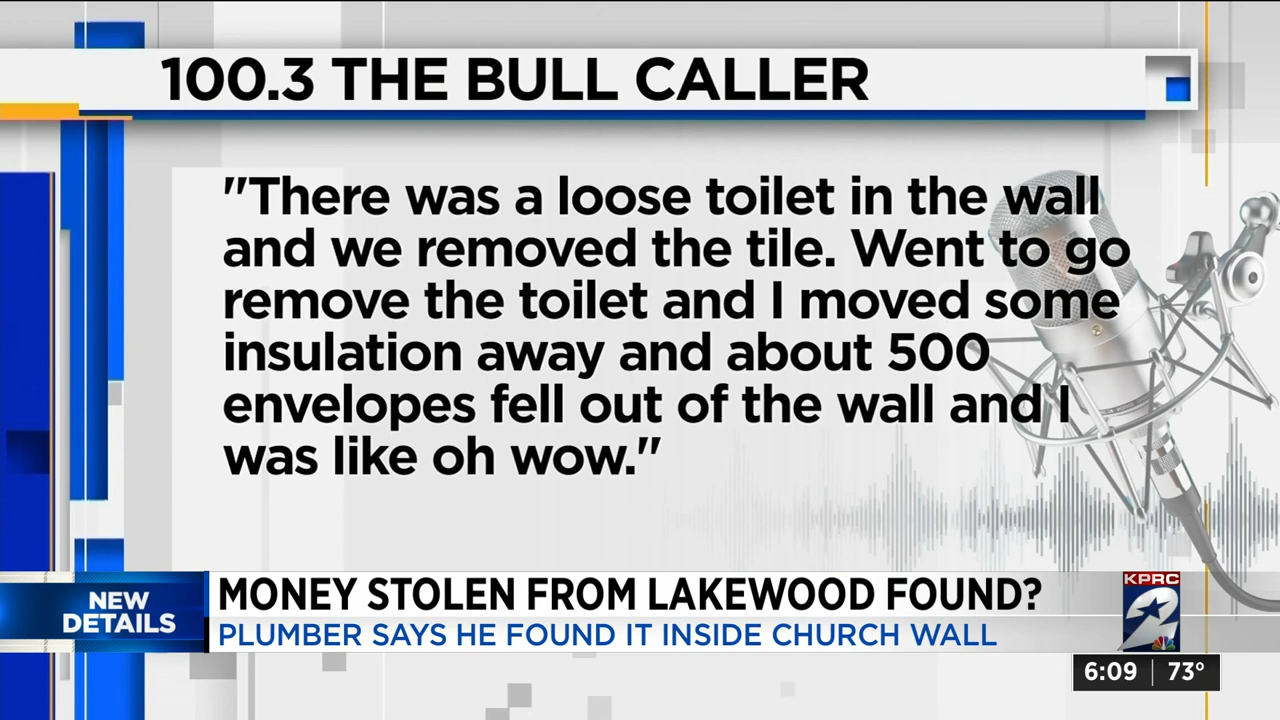 100.3 THE BULL CALLER
"There was a loose toilet in the wall
and we removed the tile. Went to go
remove the toilet and I moved some
insulation away and about 500
envelopes fell out of the wall and I
was like oh wow."
NEW
DETAILS
MONEY STOLEN FROM LAKEWOOD FOUND?
PLUMBER SAYS HE FOUND IT INSIDE CHURCH WALL
KPRC
2
6:09 73°